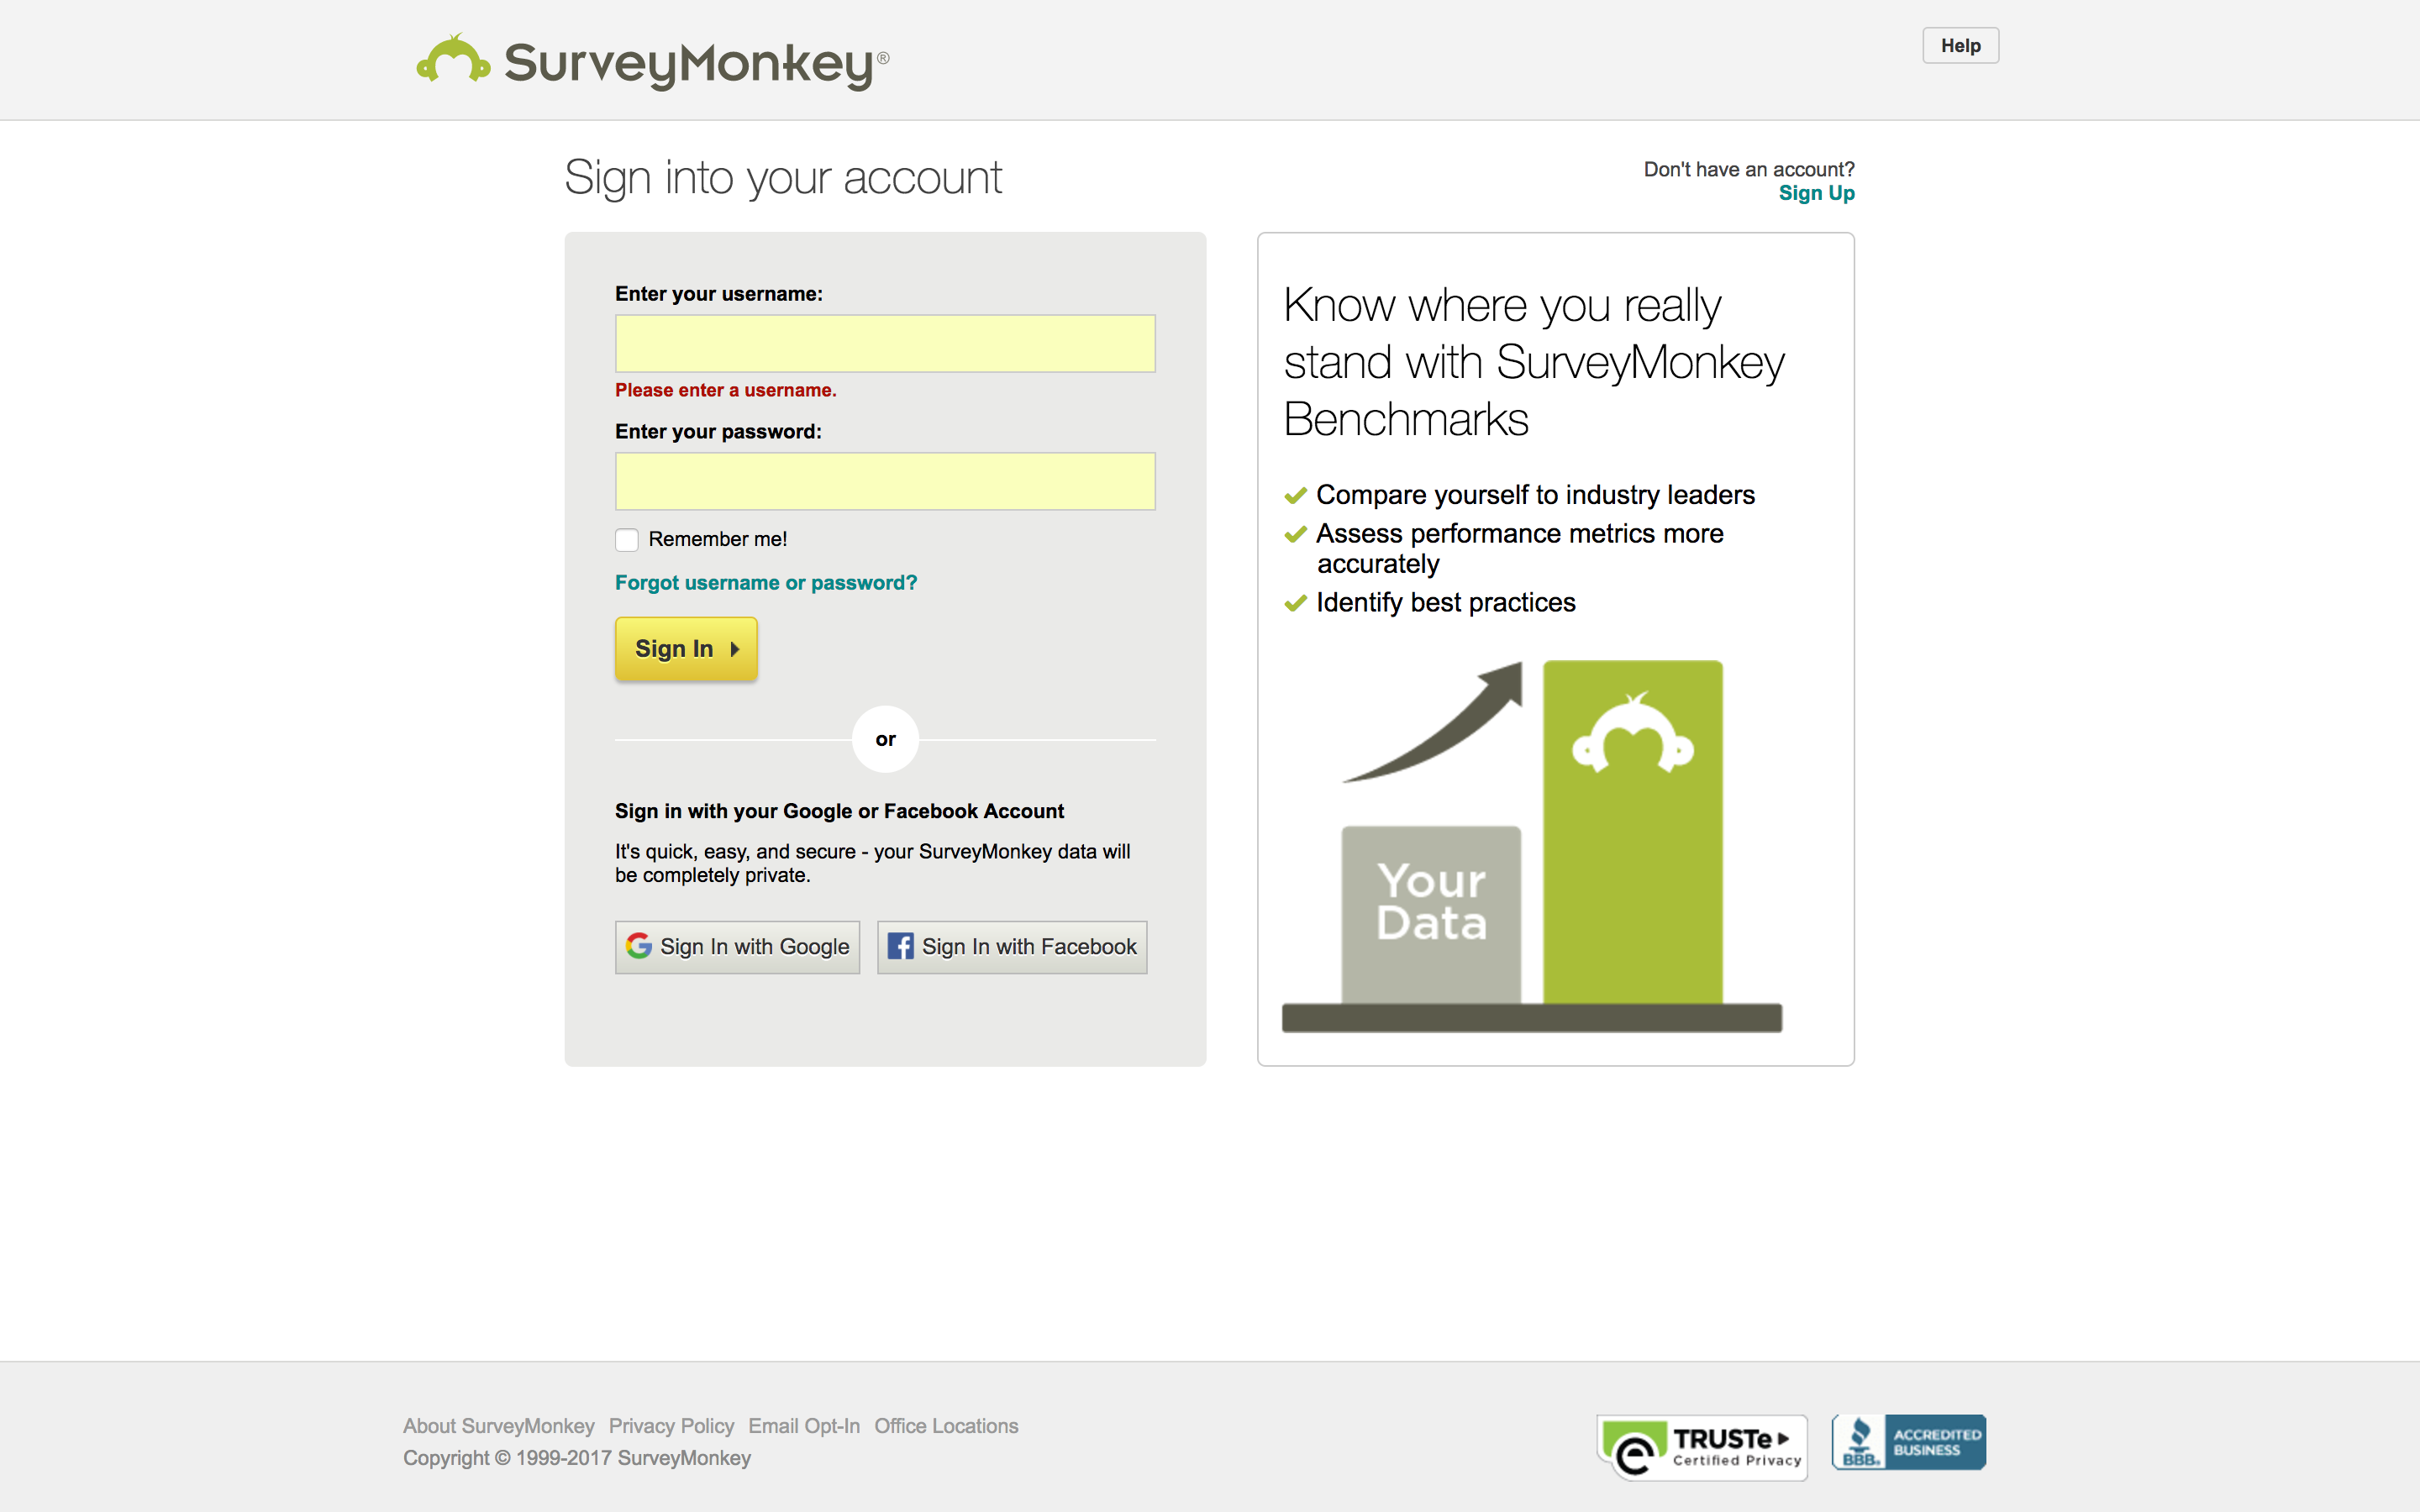 SurveyMonkey®
Help
Sign into your account
Don't have an account?
Sign Up
Enter your username:
Please enter a username.
Enter your password:
Remember me!
Forgot username or password?
Sign In
or
Sign in with your Google or Facebook Account
It's quick, easy, and secure - your SurveyMonkey data will
be completely private.
Sign In with Google
Sign In with Facebook
Know where you really
stand with SurveyMonkey
Benchmarks
Compare yourself to industry leaders
Assess performance metrics more
accurately
Identify best practices
Your
Data
About SurveyMonkey Privacy Policy Email Opt-In Office Locations
Copyright © 1999-2017 SurveyMonkey
TRUSTe
Certified Privacy
BBB.
ACCREDITED
BUSINESS